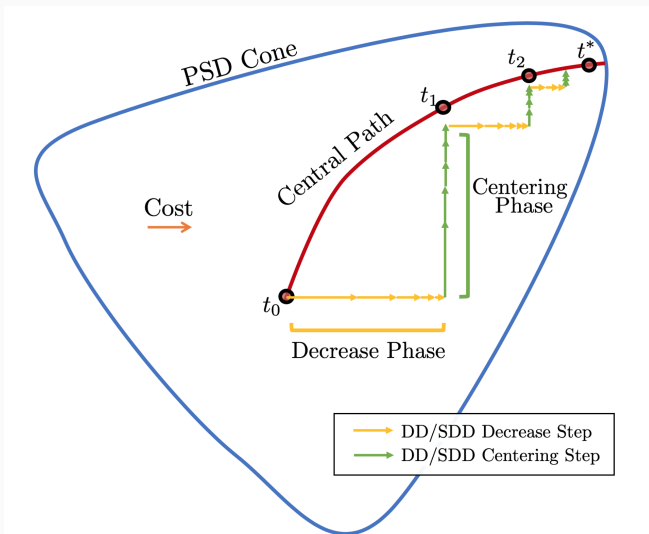 PSD Cone
t₂
t*
t₁
Central Path
Centering
Phase
Cost
t₀
Decrease Phase
DD/SDD Decrease Step
DD/SDD Centering Step